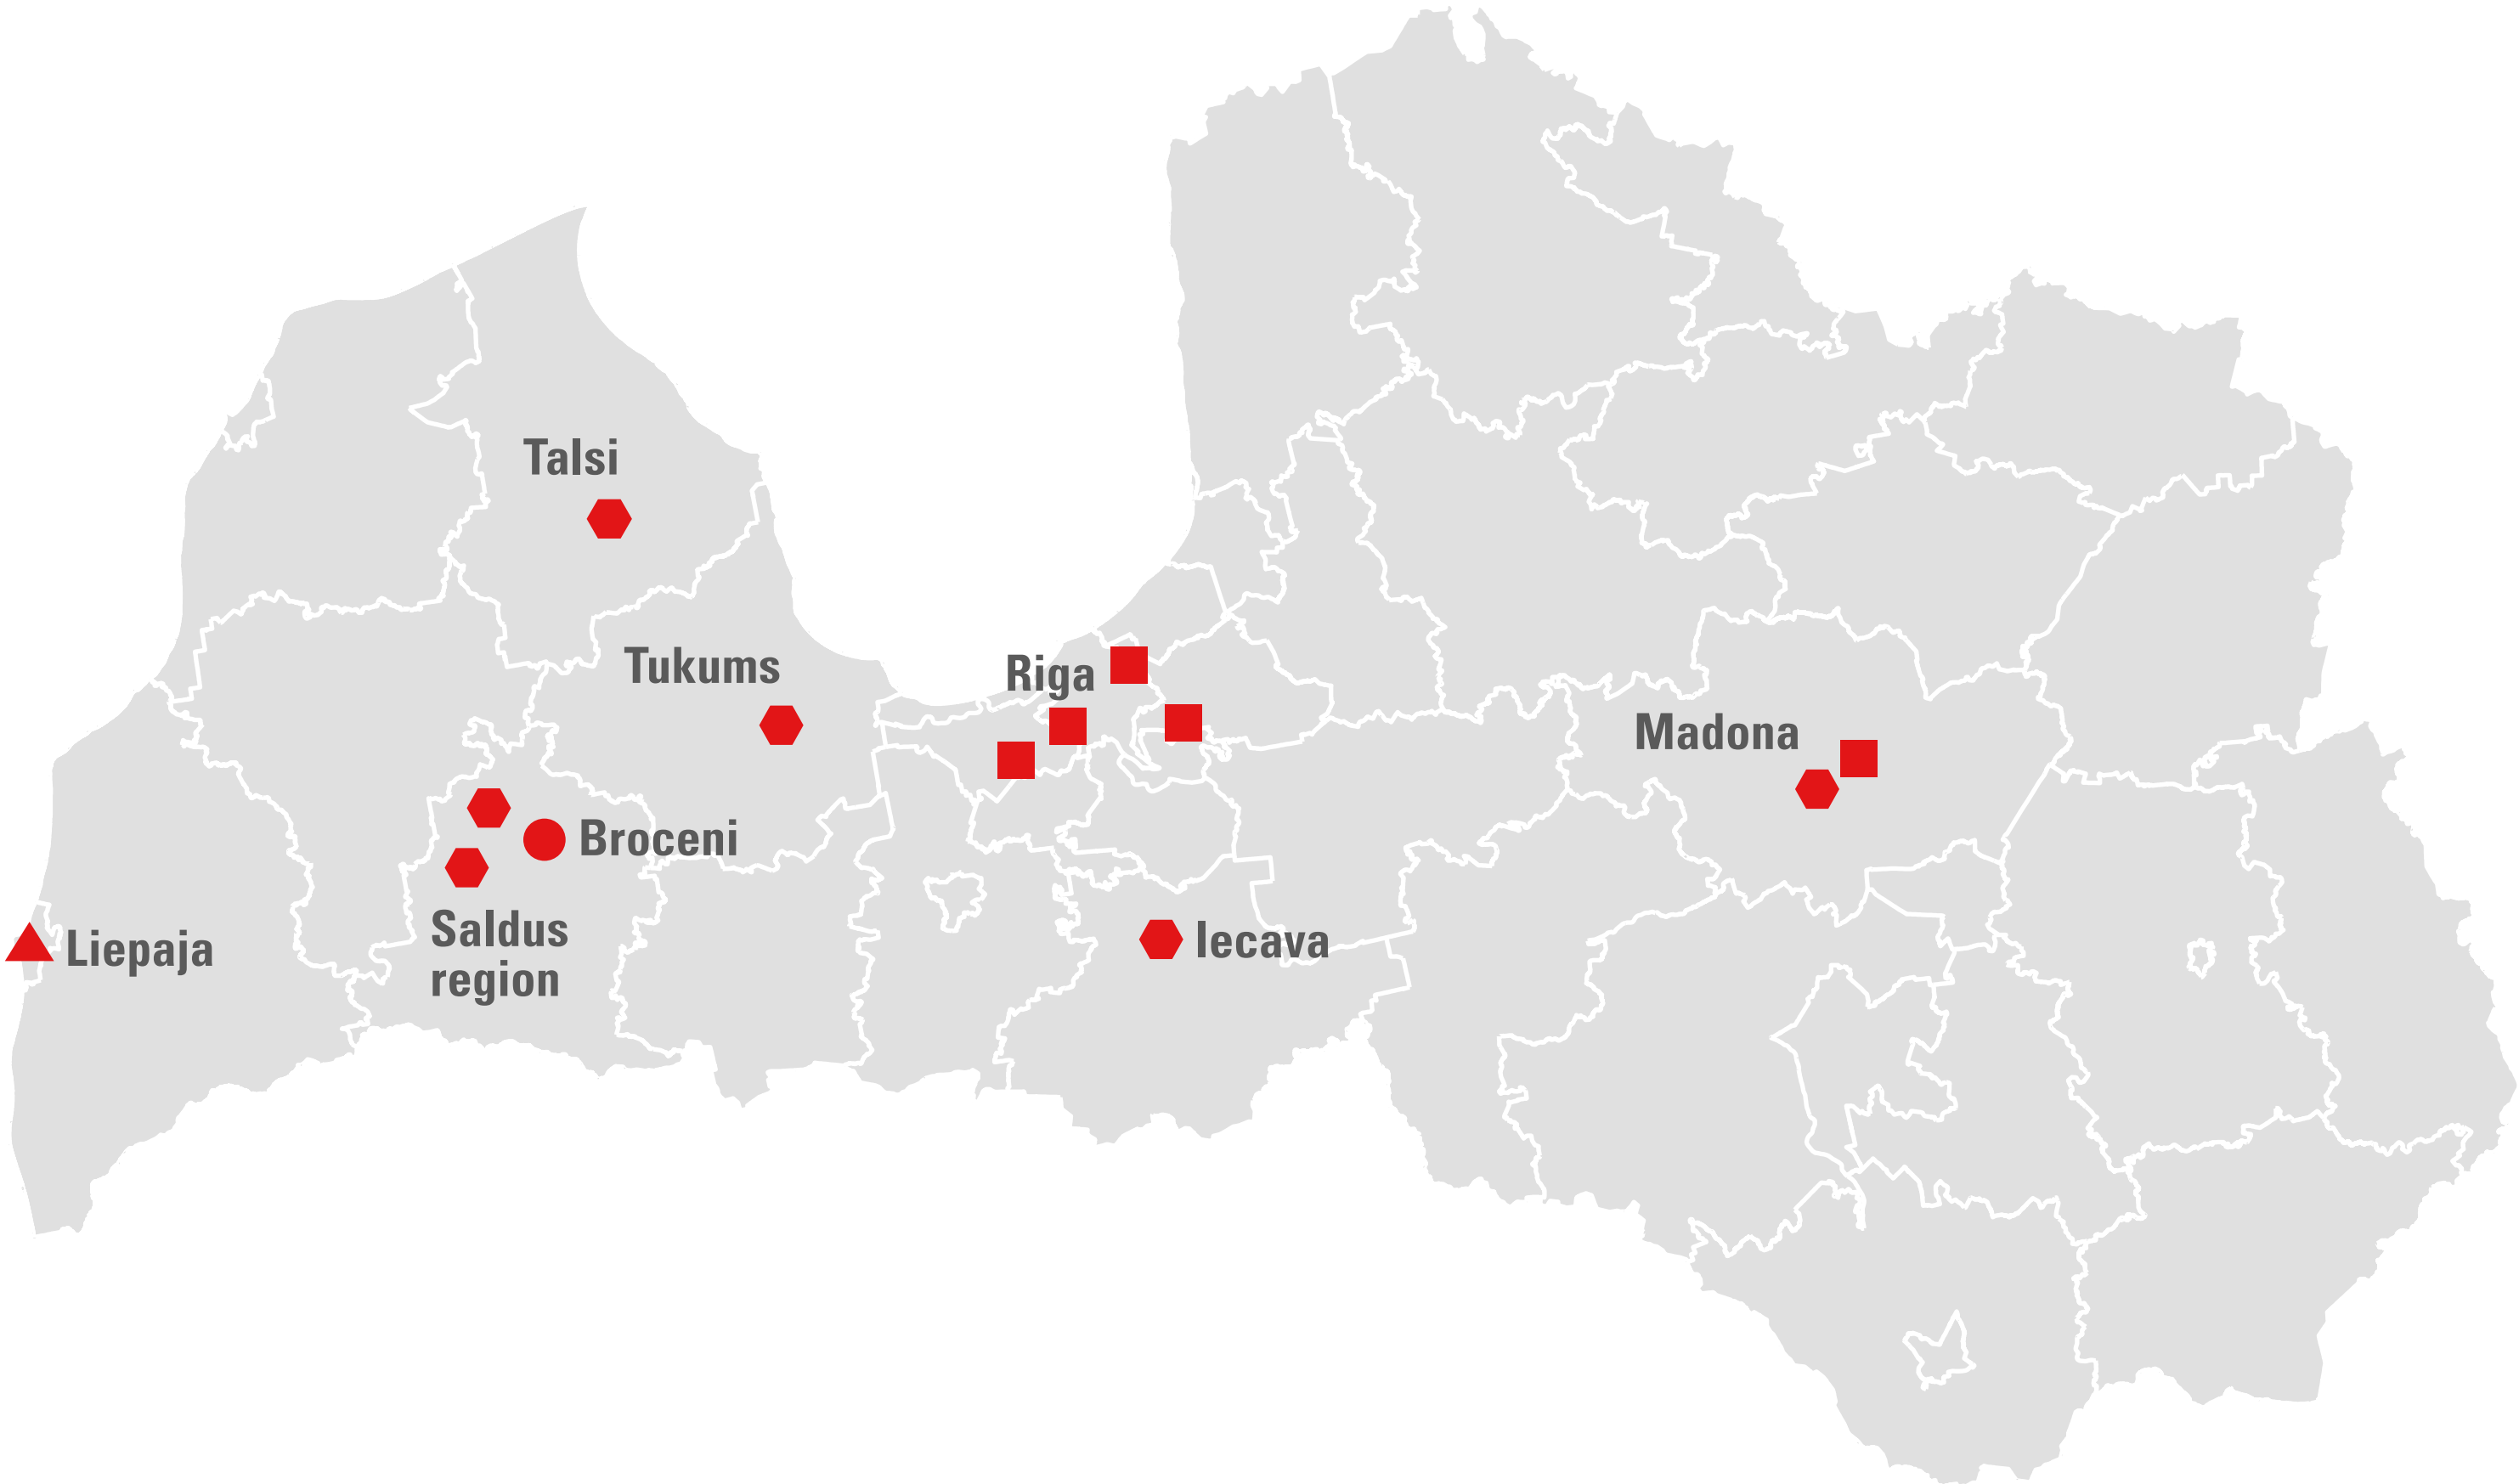 Talsi
Tukums
Riga
Madona
Broceni
Saldus
region
Liepaja
Iecava